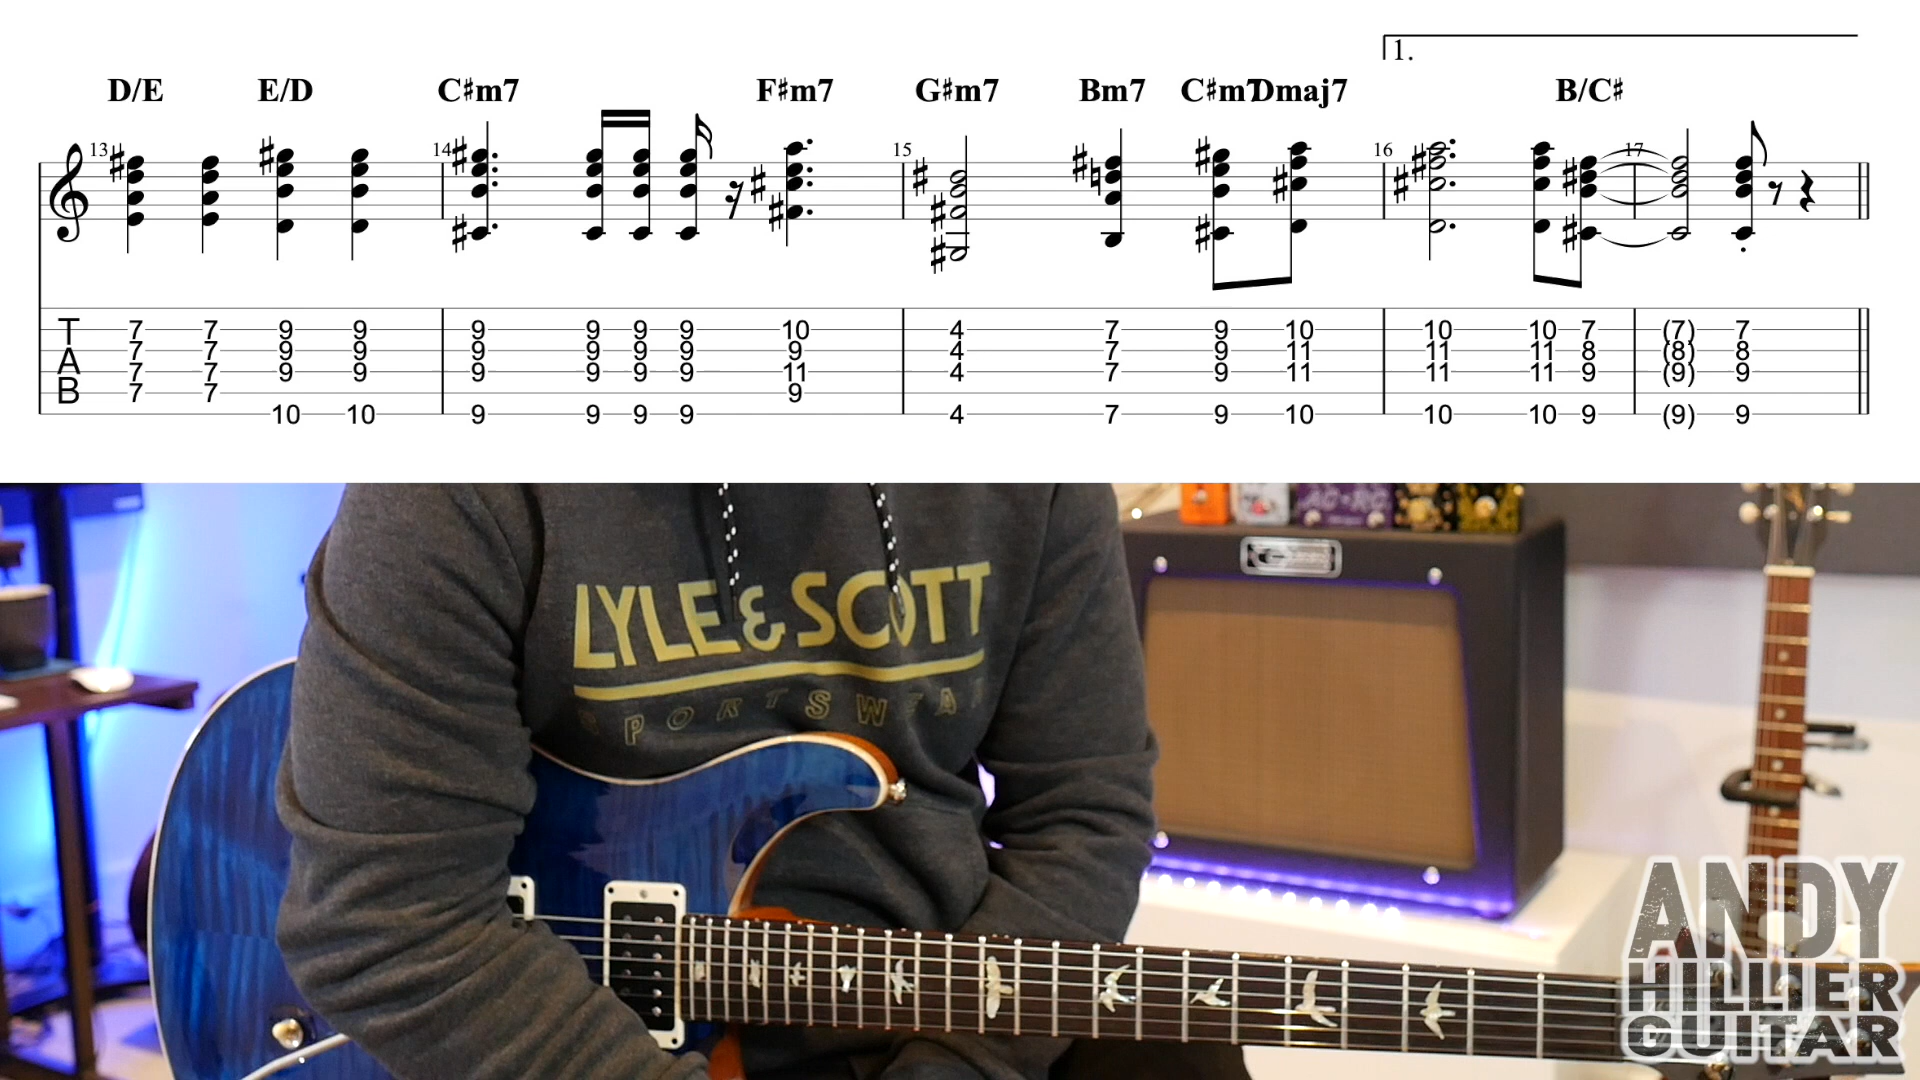 1.
D/E E/D C♯m7 F♯m7 G♯m7 Bm7 C♯m7 Dmaj7 B/C♯
13 14 15 16 17
T 7 7 9 9 9 9 9 9 10 4 7 9 10 10 10 7 (7) 7
7 7 9 9 9 9 9 9 9 4 7 9 11 11 11 8 (8) 8
A 7 7 9 9 9 9 9 9 11 4 7 9 11 11 11 9 (9) 9
B 7 7 9
10 10 9 9 9 9 4 7 9 10 10 10 9 (9) 9
LYLE & SCOTT
SPORTSWEAR
AC•RC
ANDY
HILLIER
GUITAR